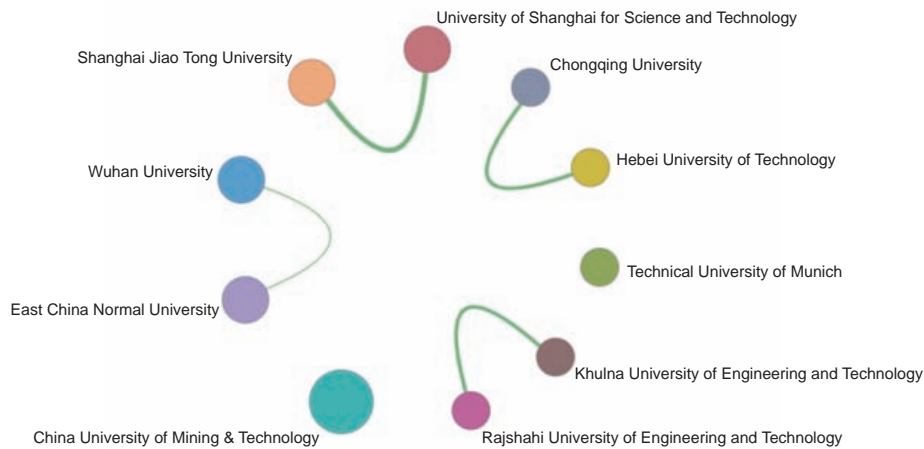 University of Shanghai for Science and Technology
Shanghai Jiao Tong University
Chongqing University
Wuhan University
Hebei University of Technology
Technical University of Munich
East China Normal University
Khulna University of Engineering and Technology
China University of Mining & Technology
Rajshahi University of Engineering and Technology